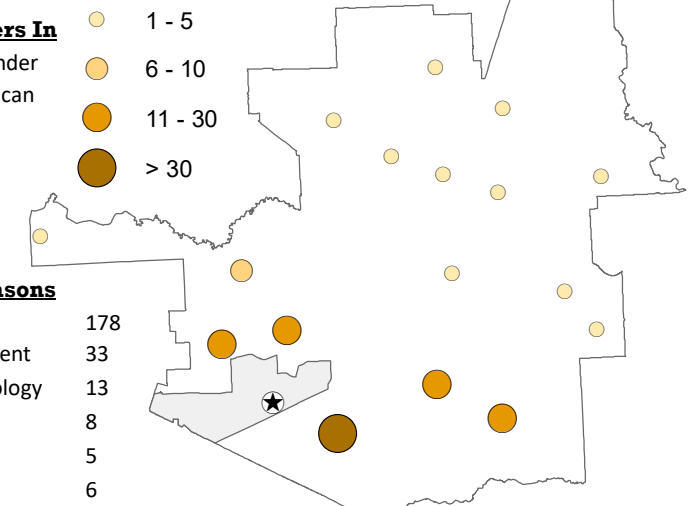 ers In
nder
can
1 - 5
6 - 10
11 - 30
> 30
asons
178
ent 33
ology 13
8
5
6